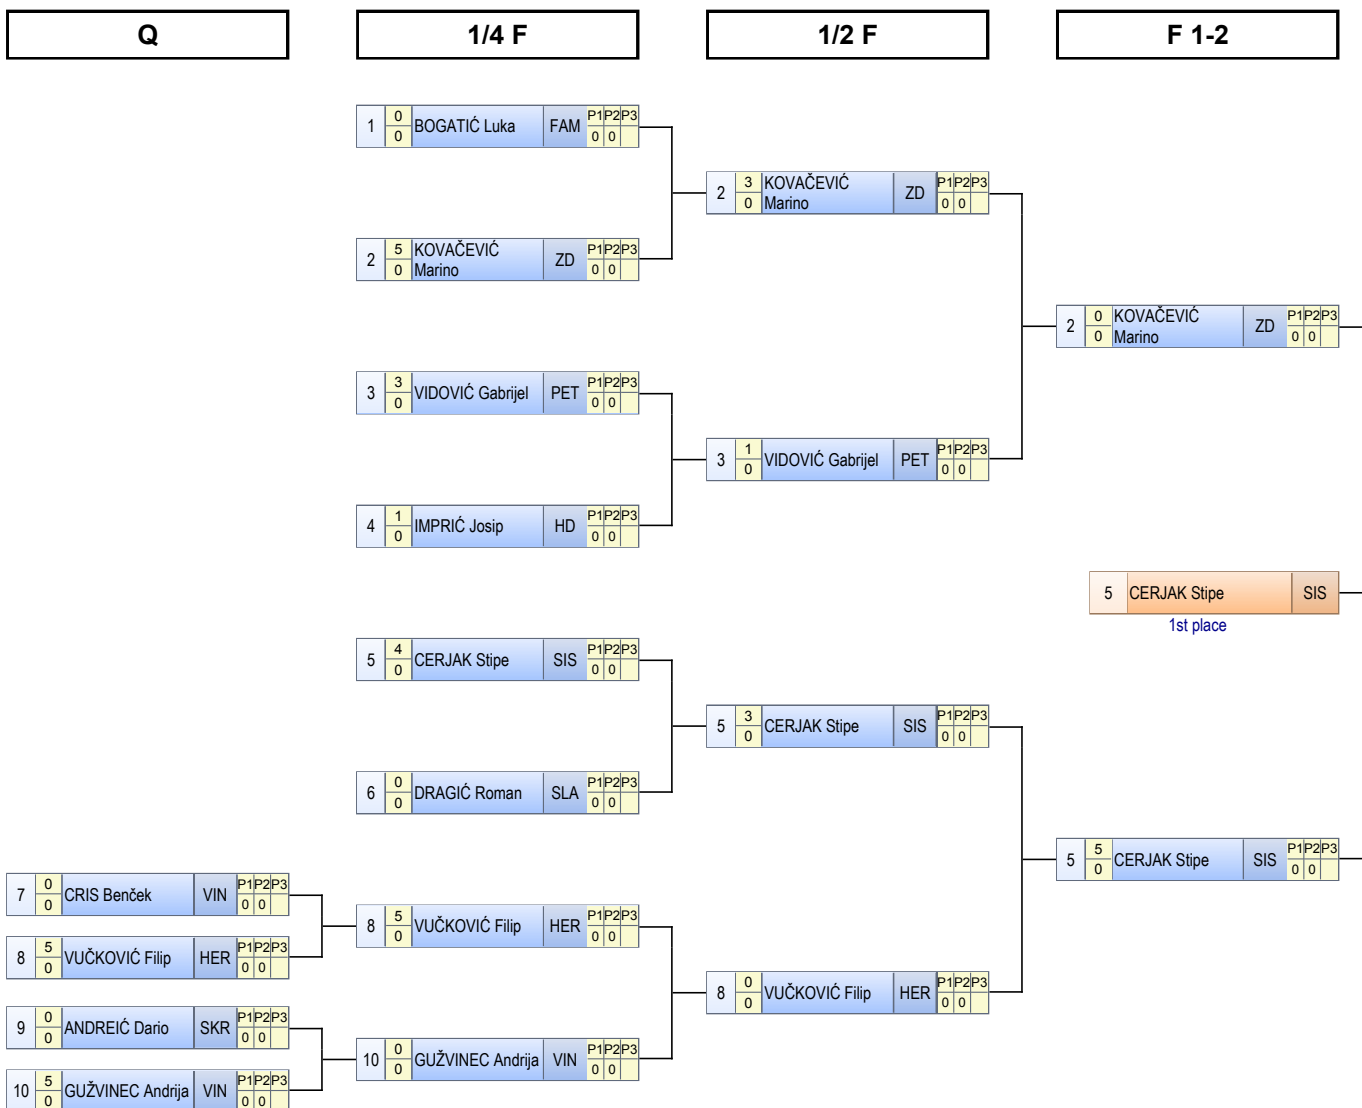 Q 1/4 F 1/2 F F 1-2
1 0 0 BOGATIĆ Luka FAM P1 P2 P3 0 0
2 3 0 KOVAČEVIĆ Marino ZD P1 P2 P3 0 0
2 5 0 KOVAČEVIĆ Marino ZD P1 P2 P3 0 0
2 0 0 KOVAČEVIĆ Marino ZD P1 P2 P3 0 0
3 3 0 VIDOVIĆ Gabrijel PET P1 P2 P3 0 0
3 1 0 VIDOVIĆ Gabrijel PET P1 P2 P3 0 0
4 1 0 IMPRIĆ Josip HD P1 P2 P3 0 0
5 CERJAK Stipe SIS
1st place
5 4 0 CERJAK Stipe SIS P1 P2 P3 0 0
5 3 0 CERJAK Stipe SIS P1 P2 P3 0 0
6 0 0 DRAGIĆ Roman SLA P1 P2 P3 0 0
5 5 0 CERJAK Stipe SIS P1 P2 P3 0 0
7 0 0 CRIS Benček VIN P1 P2 P3 0 0
8 5 0 VUČKOVIĆ Filip HER P1 P2 P3 0 0
8 5 0 VUČKOVIĆ Filip HER P1 P2 P3 0 0
8 0 0 VUČKOVIĆ Filip HER P1 P2 P3 0 0
9 0 0 ANDREIĆ Dario SKR P1 P2 P3 0 0
10 0 0 GUŽVINEC Andrija VIN P1 P2 P3 0 0
10 5 0 GUŽVINEC Andrija VIN P1 P2 P3 0 0